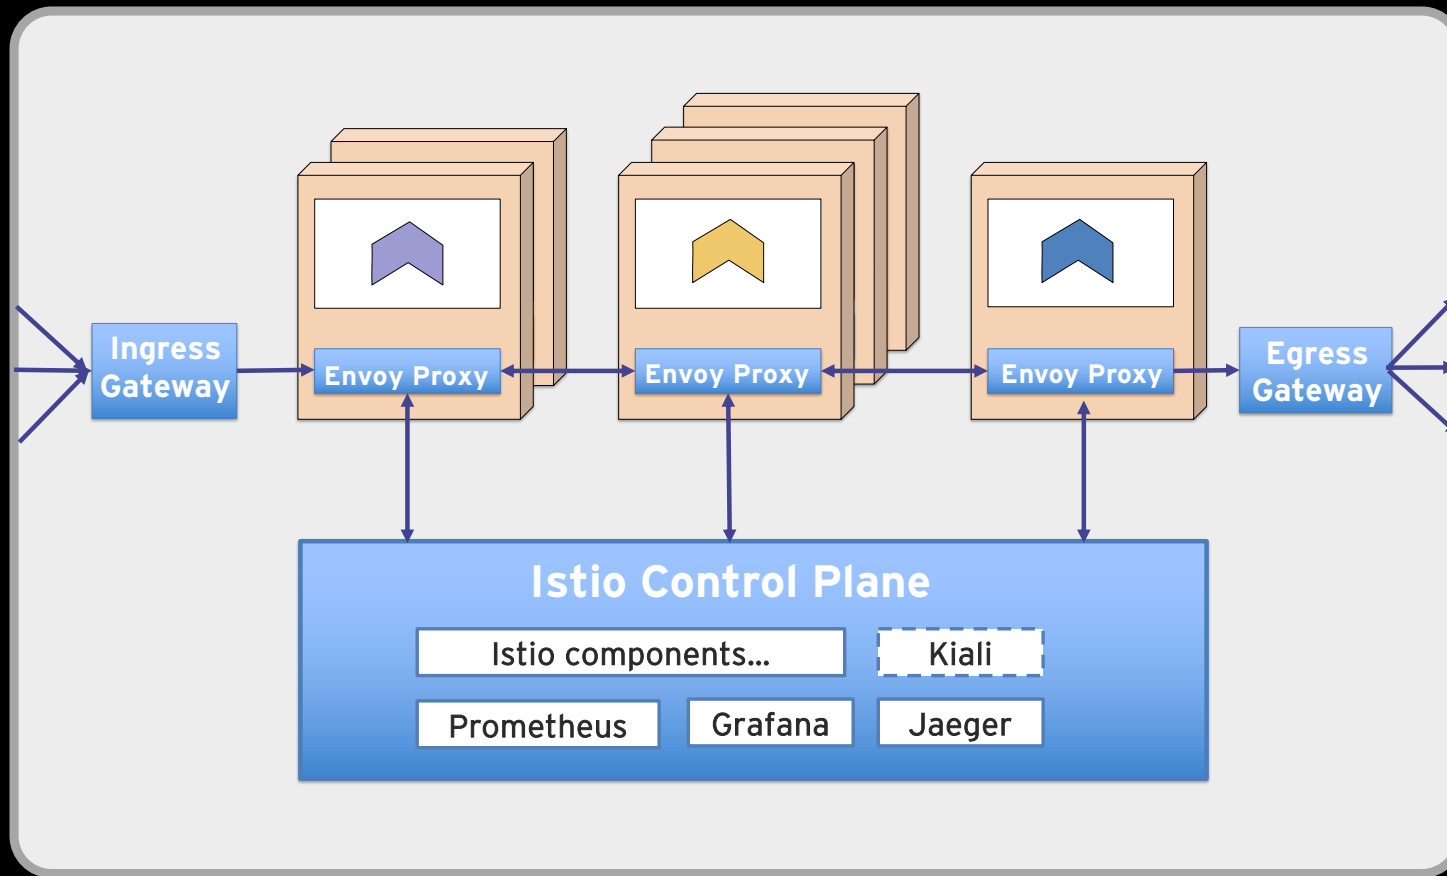 Ingress
Gateway
Envoy Proxy
Envoy Proxy
Envoy Proxy
Egress
Gateway
Istio Control Plane
Istio components...
Kiali
Prometheus
Grafana
Jaeger